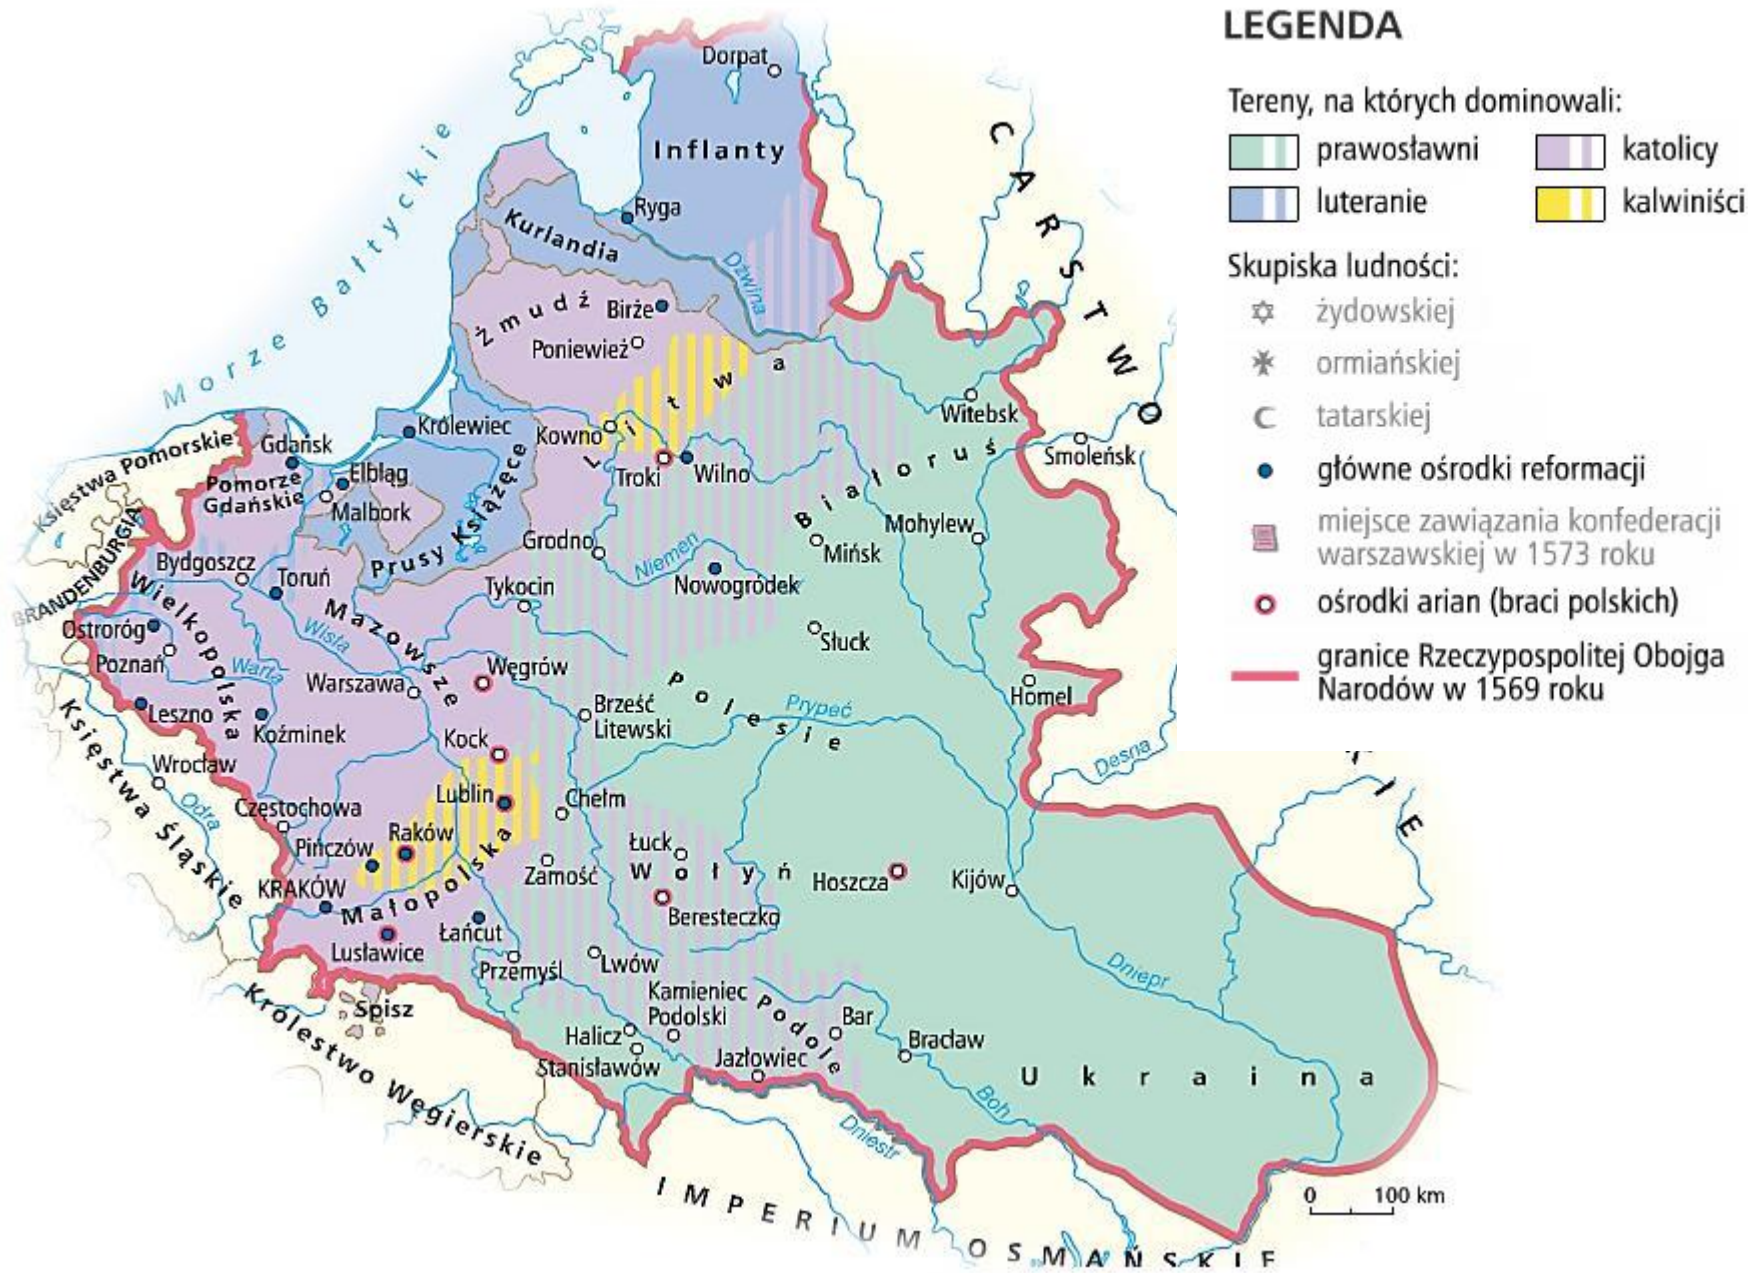 LEGENDA
Tereny, na których dominowali:
prawosławni
katolicy
luteranie
kalwiniści
Skupiska ludności:
żydowskiej
ormiańskiej
tatarskiej
główne ośrodki reformacji
miejsce zawiązania konfederacji
warszawskiej w 1573 roku
ośrodki arian (braci polskich)
granice Rzeczypospolitej Obojga
Narodów w 1569 roku
Dorpat
Inflanty
CARSTWO
Morze Bałtyckie
Ryga
Kurlandia
Dźwina
Żmudź
Birże
Poniewież
Litwa
Witebsk
Smoleńsk
Królewiec
Kowno
Troki
Wilno
Białoruś
Księstwa Pomorskie
Gdańsk
Pomorze
Gdańskie
Elbląg
Malbork
Prusy Książęce
Grodno
Niemen
Mińsk
Mohylew
BRANDENBURGIA
Bydgoszcz
Toruń
Tykocin
Nowogródek
Wielkopolska
Mazowsze
Ostroróg
Wisła
Słuck
Poznań
Warta
Warszawa
Węgrów
Polesie
Homel
Leszno
Koźminek
Brześć
Litewski
Prypeć
Kock
Desna
Księstwa Śląskie
Wrocław
Odra
Częstochowa
Lublin
Chełm
Pińczów
Raków
Łuck
Wołyń
Zamość
Hoszcza
Kijów
KRAKÓW
Małopolska
Beresteczko
Łańcut
Lusławice
Przemyśl
Lwów
Dniepr
Spisz
Kamieniec
Podolski
Podole
Bar
Halicz
Stanisławów
Jazłowiec
Bracław
Ukraina
Królestwo Węgierskie
Boh
Dniestr
0 100 km
IMPERIUM OSMAŃSKIE